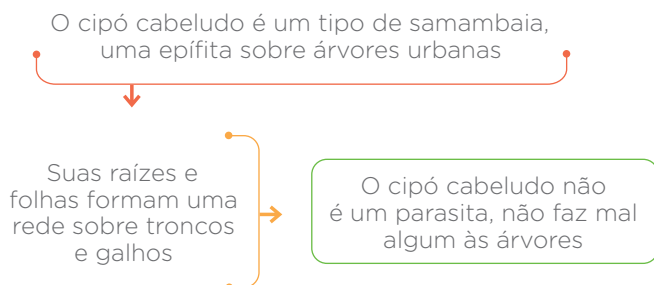 O cipó cabeludo é um tipo de samambaia,
uma epífita sobre árvores urbanas
Suas raízes e
folhas formam uma
rede sobre troncos
e galhos
O cipó cabeludo não
é um parasita, não faz mal
algum às árvores